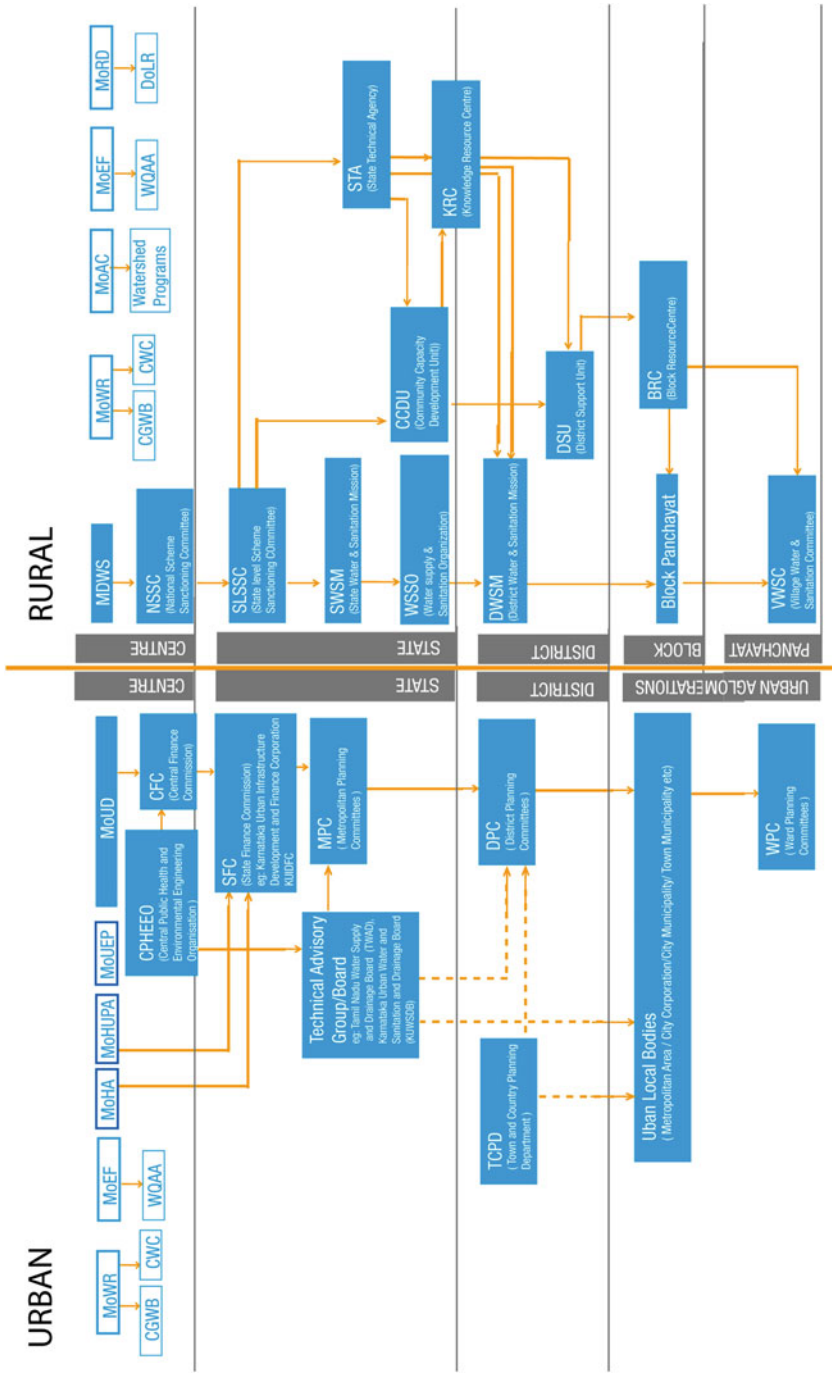 URBAN
RURAL
MoWR
MoEF
MoHA
MoHUPA
MoUEP
MoUD
CGWB
CWC
WQAA
CPHEEO
(Central Public Health and
Environmental Engineering
Organisation )
CFC
(Central Finance
Commission)
CENTRE
SFC
(State Finance Commission)
eg: Karnataka Urban Infrastructure
Development and Finance Corporation
KUIDFC
Technical Advisory
Group/Board
eg: Tamil Nadu Water Supply
and Drainage Board (TWAD),
Karnataka Urban Water and
Sanitation and Drainage Board
(KUWSDB)
MPC
( Metropolitan Planning
Committees )
STATE
TCPD
( Town and Country Planning
Department )
DPC
( District Planning
Committees )
DISTRICT
Uban Local Bodies
( Metropolitan Area / City Corporation/City Municipality/ Town Municipality etc)
WPC
( Ward Planning
Committees )
URBAN AGLOMERATIONS
MDWS
MoWR
MoAC
MoEF
MoRD
NSSC
(National Scheme
Sanctioning Committee)
CGWB
CWC
Watershed
Programs
WQAA
DoLR
CENTRE
SLSSC
(State level Scheme
Sanctioning COmmittee)
SWSM
(State Water & Sanitation Mission)
WSSO
(Water supply &
Sanitation Organization)
CCDU
(Community Capacity
Development Unit))
STA
(State Technical Agency)
KRC
(Knowledge Resource Centre)
STATE
DWSM
(District Water & Sanitation Mission)
DSU
(District Support Unit)
DISTRICT
Block Panchayat
BRC
(Block ResourceCentre)
BLOCK
VWSC
(Village Water &
Sanitation Committee)
PANCHAYAT